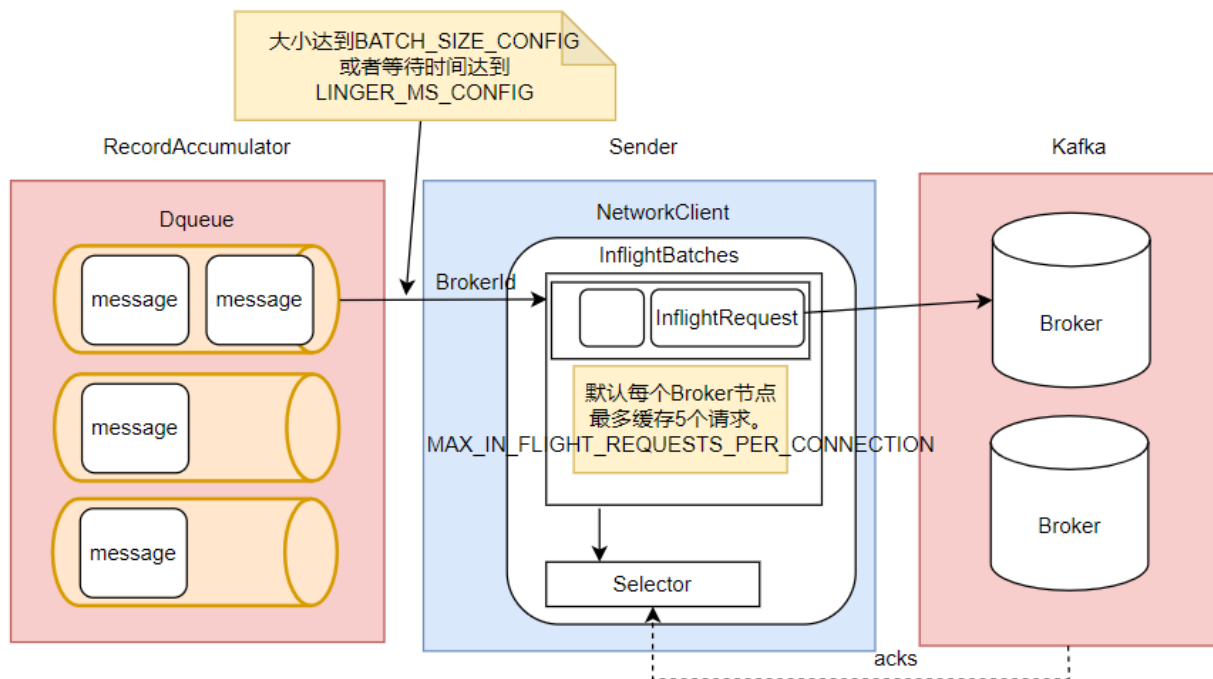 大小达到BATCH_SIZE_CONFIG
或者等待时间达到
LINGER_MS_CONFIG
RecordAccumulator
Sender
Kafka
Dqueue
message
message
message
message
BrokerId
NetworkClient
InflightBatches
InflightRequest
默认每个Broker节点
最多缓存5个请求。
MAX_IN_FLIGHT_REQUESTS_PER_CONNECTION
Selector
Broker
Broker
acks